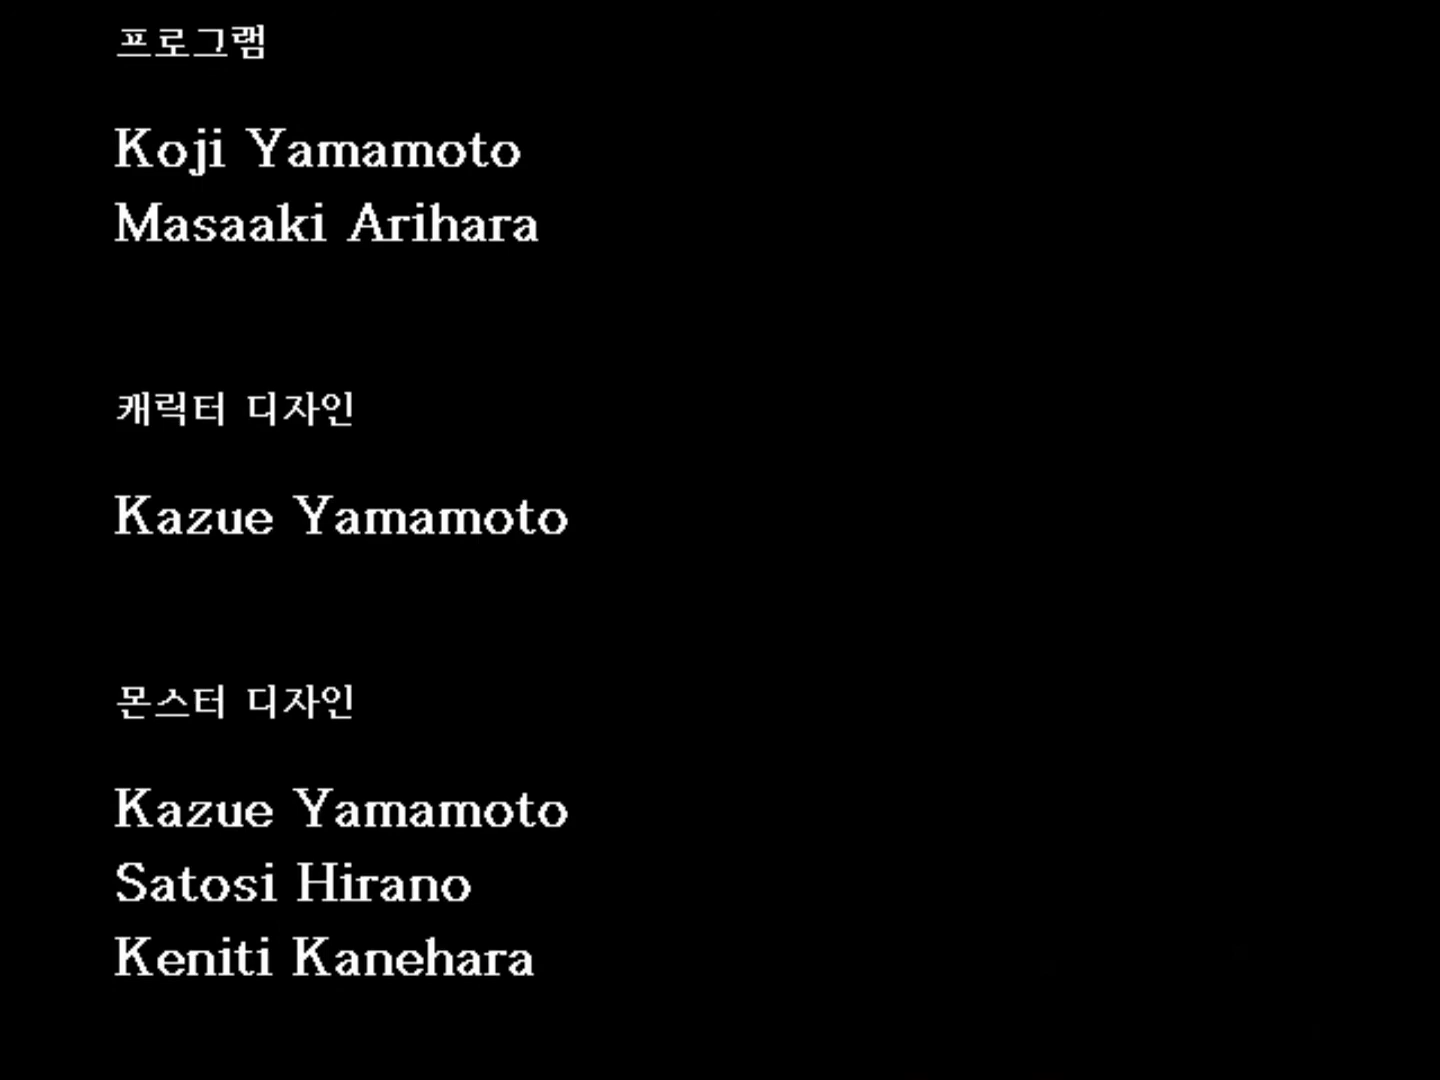 프로그램
Koji Yamamoto
Masaaki Arihara
캐릭터 디자인
Kazue Yamamoto
몬스터 디자인
Kazue Yamamoto
Satosi Hirano
Keniti Kanehara